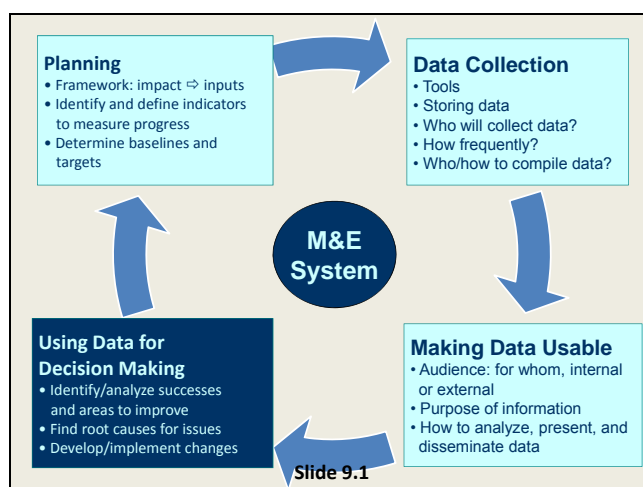 Planning
• Framework: impact ⇨ inputs
• Identify and define indicators
to measure progress
• Determine baselines and
targets
Data Collection
• Tools
• Storing data
• Who will collect data?
• How frequently?
• Who/how to compile data?
M&E
System
Using Data for
Decision Making
• Identify/analyze successes
and areas to improve
• Find root causes for issues
• Develop/implement changes
Making Data Usable
• Audience: for whom, internal
or external
• Purpose of information
• How to analyze, present, and
disseminate data
Slide 9.1